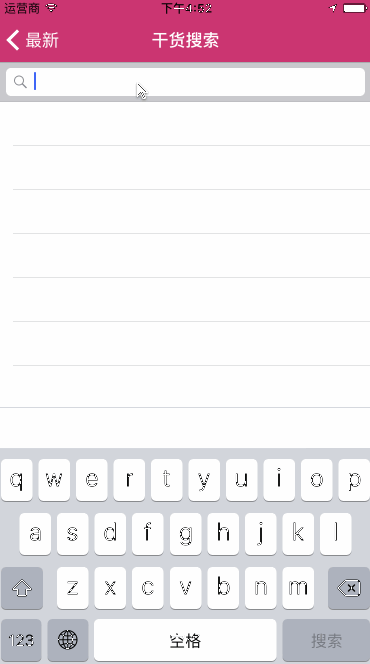 运营商 下午4:52
最新 干货搜索
q w e r t y u i o p
a s d f g h j k l
z x c v b n m
123 空格 搜索